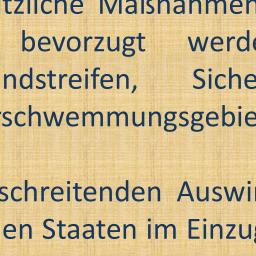 tzliche Maßnahmen
bevorzugt werde
ndstreifen, Siche
rschwemmungsgebie
schreitenden Auswi
en Staaten im Einzug